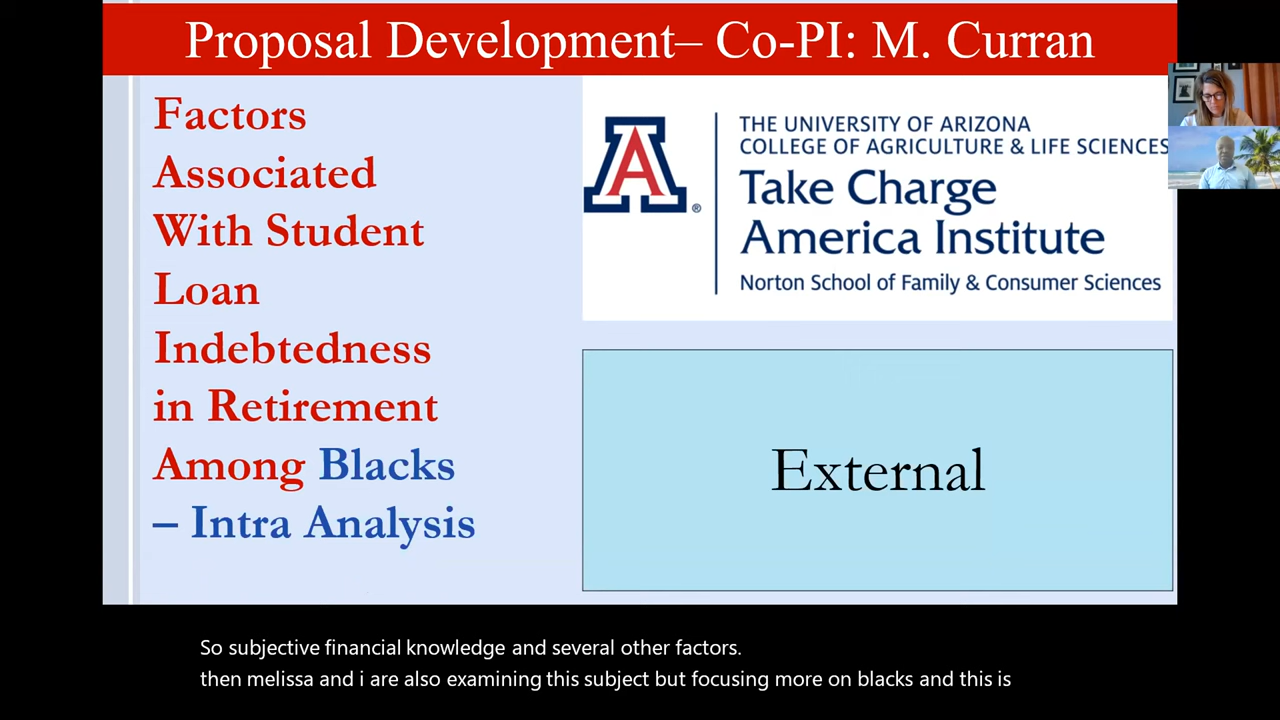 Proposal Development– Co-PI: M. Curran
Factors
Associated
With Student
Loan
Indebtedness
in Retirement
Among Blacks
– Intra Analysis
A
®
THE UNIVERSITY OF ARIZONA
COLLEGE OF AGRICULTURE & LIFE SCIENCES
Take Charge
America Institute
Norton School of Family & Consumer Sciences
External
So subjective financial knowledge and several other factors.
then melissa and i are also examining this subject but focusing more on blacks and this is